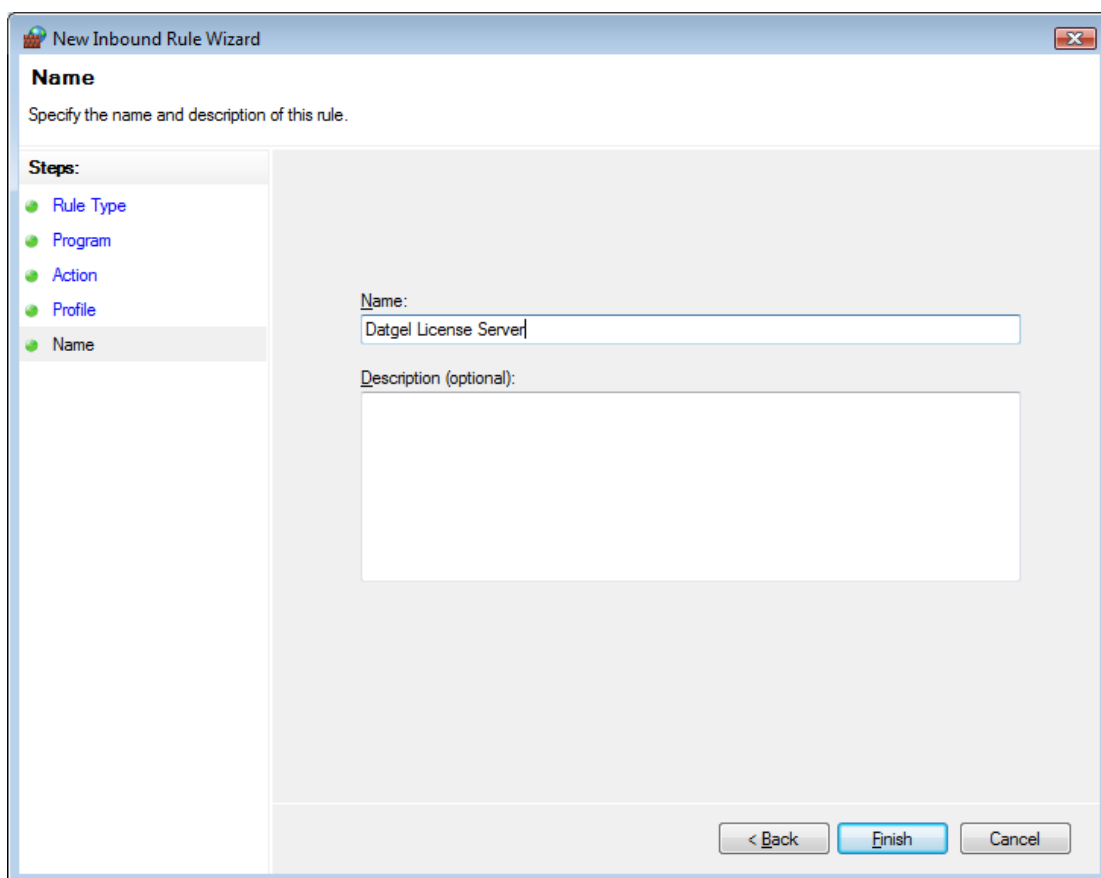 New Inbound Rule Wizard
Name
Specify the name and description of this rule.
Steps:
Rule Type
Program
Action
Profile
Name
Name:
Datgel License Server
Description (optional):
< Back
Finish
Cancel